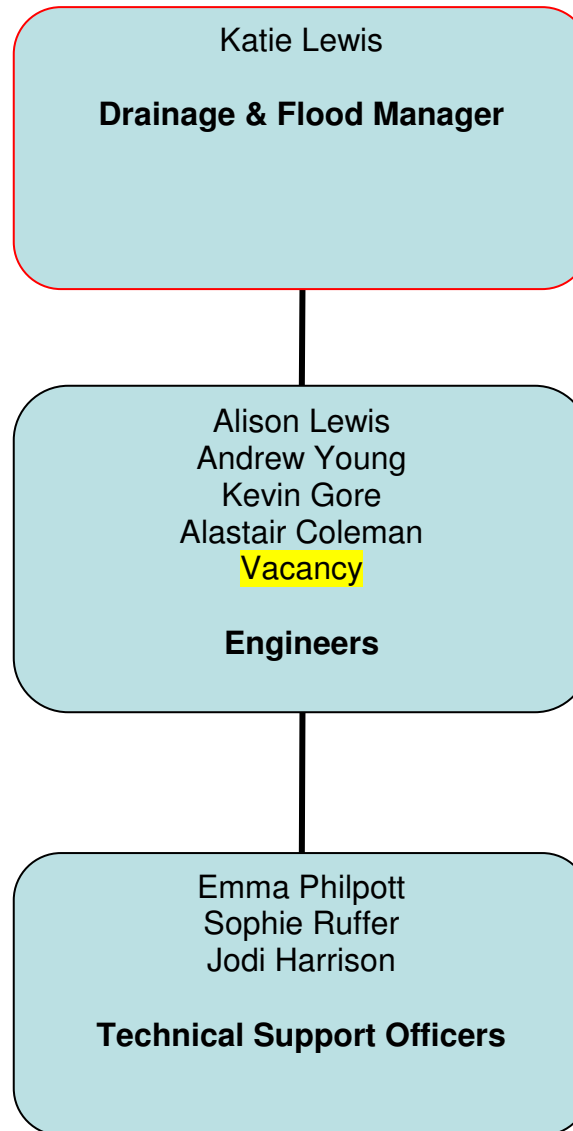 Katie Lewis
Drainage & Flood Manager
Alison Lewis
Andrew Young
Kevin Gore
Alastair Coleman
Vacancy
Engineers
Emma Philpott
Sophie Ruffer
Jodi Harrison
Technical Support Officers